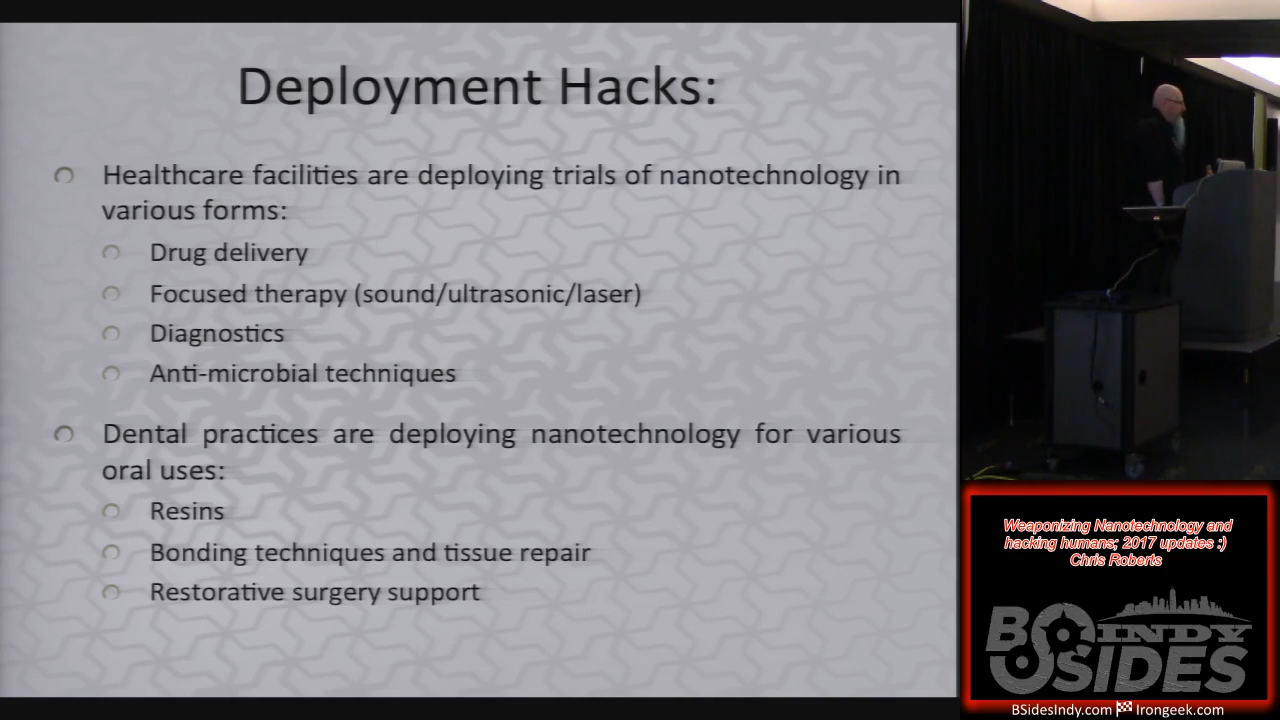 Deployment Hacks:
Healthcare facilities are deploying trials of nanotechnology in
various forms:
Drug delivery
Focused therapy (sound/ultrasonic/laser)
Diagnostics
Anti-microbial techniques
Dental practices are deploying nanotechnology for various
oral uses:
Resins
Bonding techniques and tissue repair
Restorative surgery support
Weaponizing Nanotechnology and
hacking humans; 2017 updates :)
Chris Roberts
BSIDES INDY
BSidesIndy.com Irongeek.com